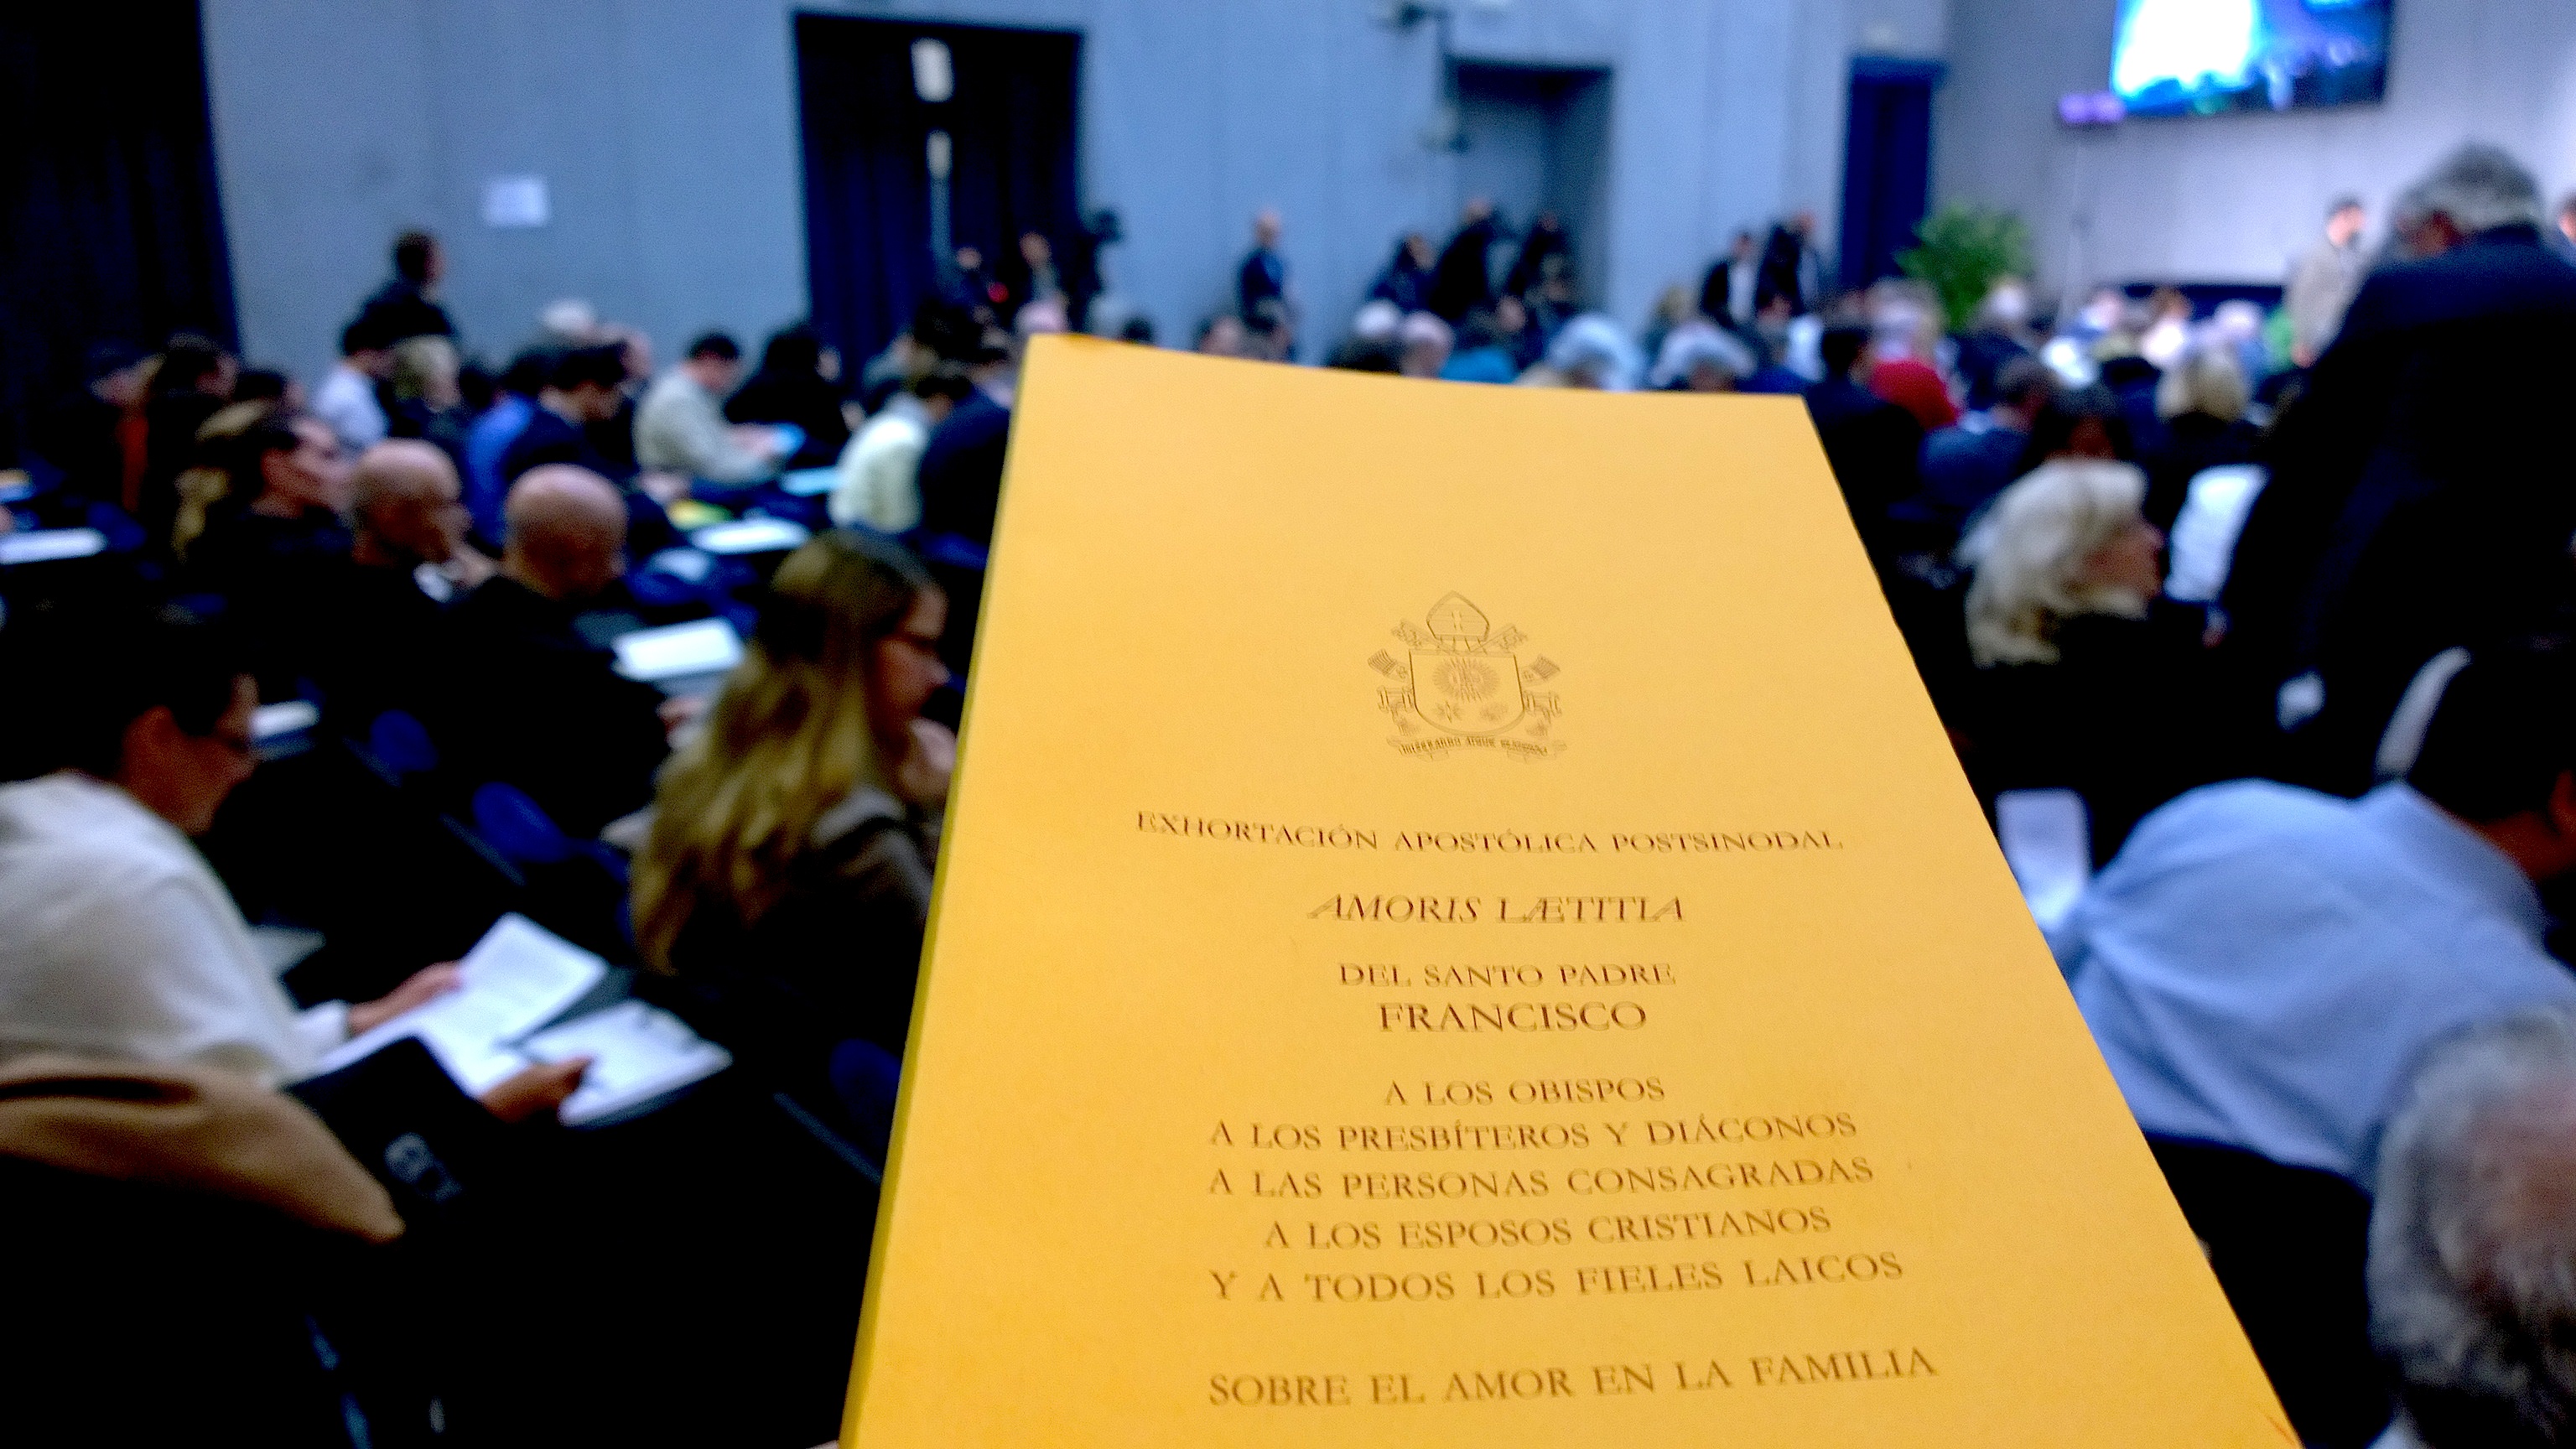 EXHORTACIÓN APOSTÓLICA POSTSINODAL
AMORIS LÆTITIA
DEL SANTO PADRE
FRANCISCO
A LOS OBISPOS
A LOS PRESBÍTEROS Y DIÁCONOS
A LAS PERSONAS CONSAGRADAS
A LOS ESPOSOS CRISTIANOS
Y A TODOS LOS FIELES LAICOS
SOBRE EL AMOR EN LA FAMILIA